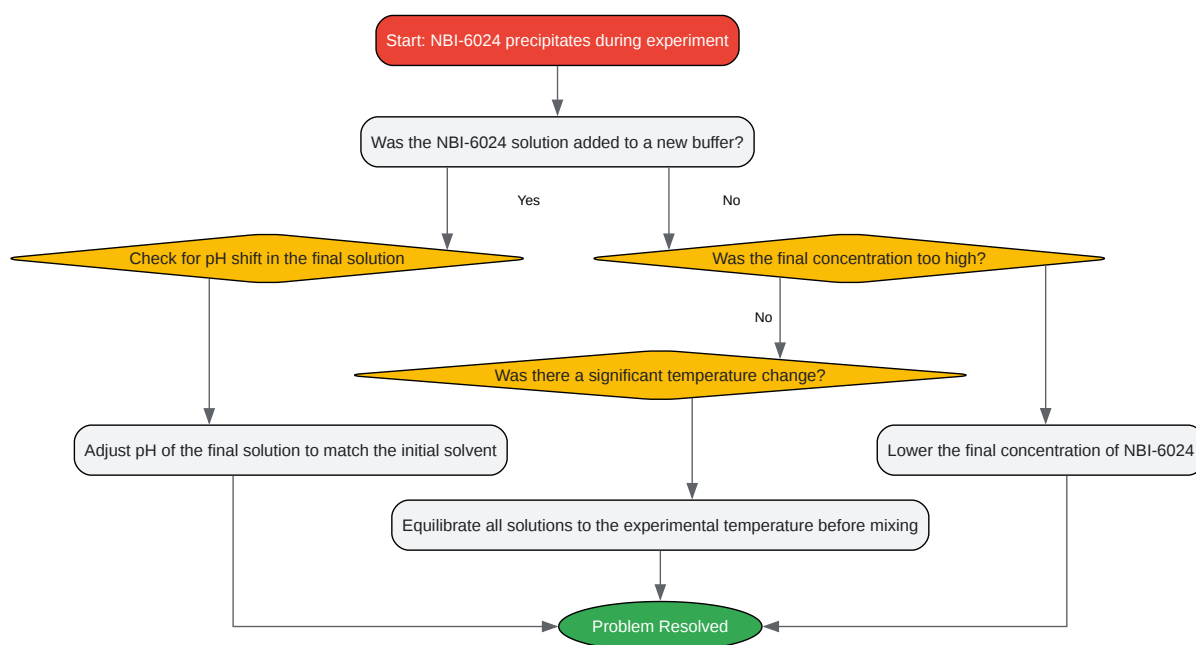 Start: NBI-6024 precipitates during experiment
Was the NBI-6024 solution added to a new buffer?
Yes
No
Check for pH shift in the final solution
Was the final concentration too high?
No
Was there a significant temperature change?
Adjust pH of the final solution to match the initial solvent
Lower the final concentration of NBI-6024
Equilibrate all solutions to the experimental temperature before mixing
Problem Resolved